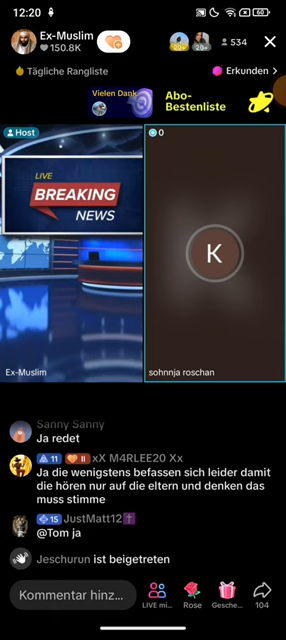 12:20
60
Ex-Muslim
150.8K
20+
20+
534
Tägliche Rangliste
Erkunden >
Vielen Dank
Abo-
Bestenliste
Host
0
LIVE
BREAKING
NEWS
K
Ex-Muslim
sohnnja roschan
Sanny Sanny
Ja redet
11 II xX M4RLEE20 Xx
Ja die wenigstens befassen sich leider damit
die hören nur auf die eltern und denken das
muss stimme
15 JustMatt12✝️
@Tom ja
Jeschurun ist beigetreten
Kommentar hinz...
LIVE mi...
Rose
Gesche...
104